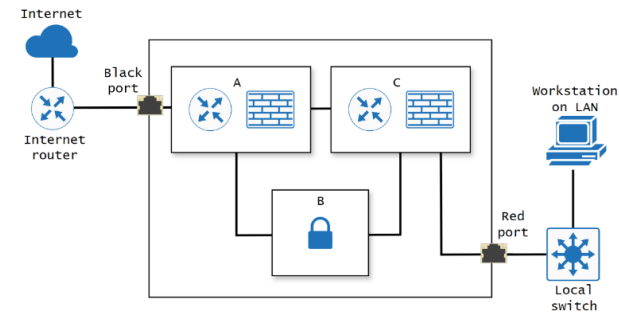 Internet
Black
port
Internet
router
A
C
B
Workstation
on LAN
Red
port
Local
switch